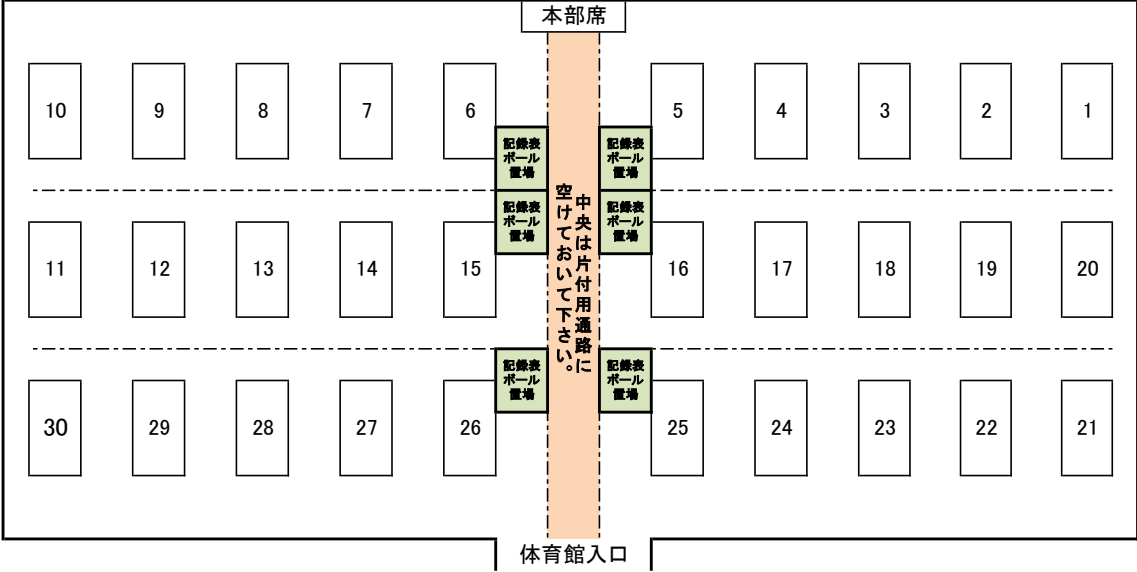 本部席
10 9 8 7 6 5 4 3 2 1
記録表
ボール
置場
記録表
ボール
置場
記録表
ボール
置場
記録表
ボール
置場
中央は片付用通路に
空けておいて下さい。
11 12 13 14 15 16 17 18 19 20
記録表
ボール
置場
記録表
ボール
置場
30 29 28 27 26 25 24 23 22 21
体育館入口